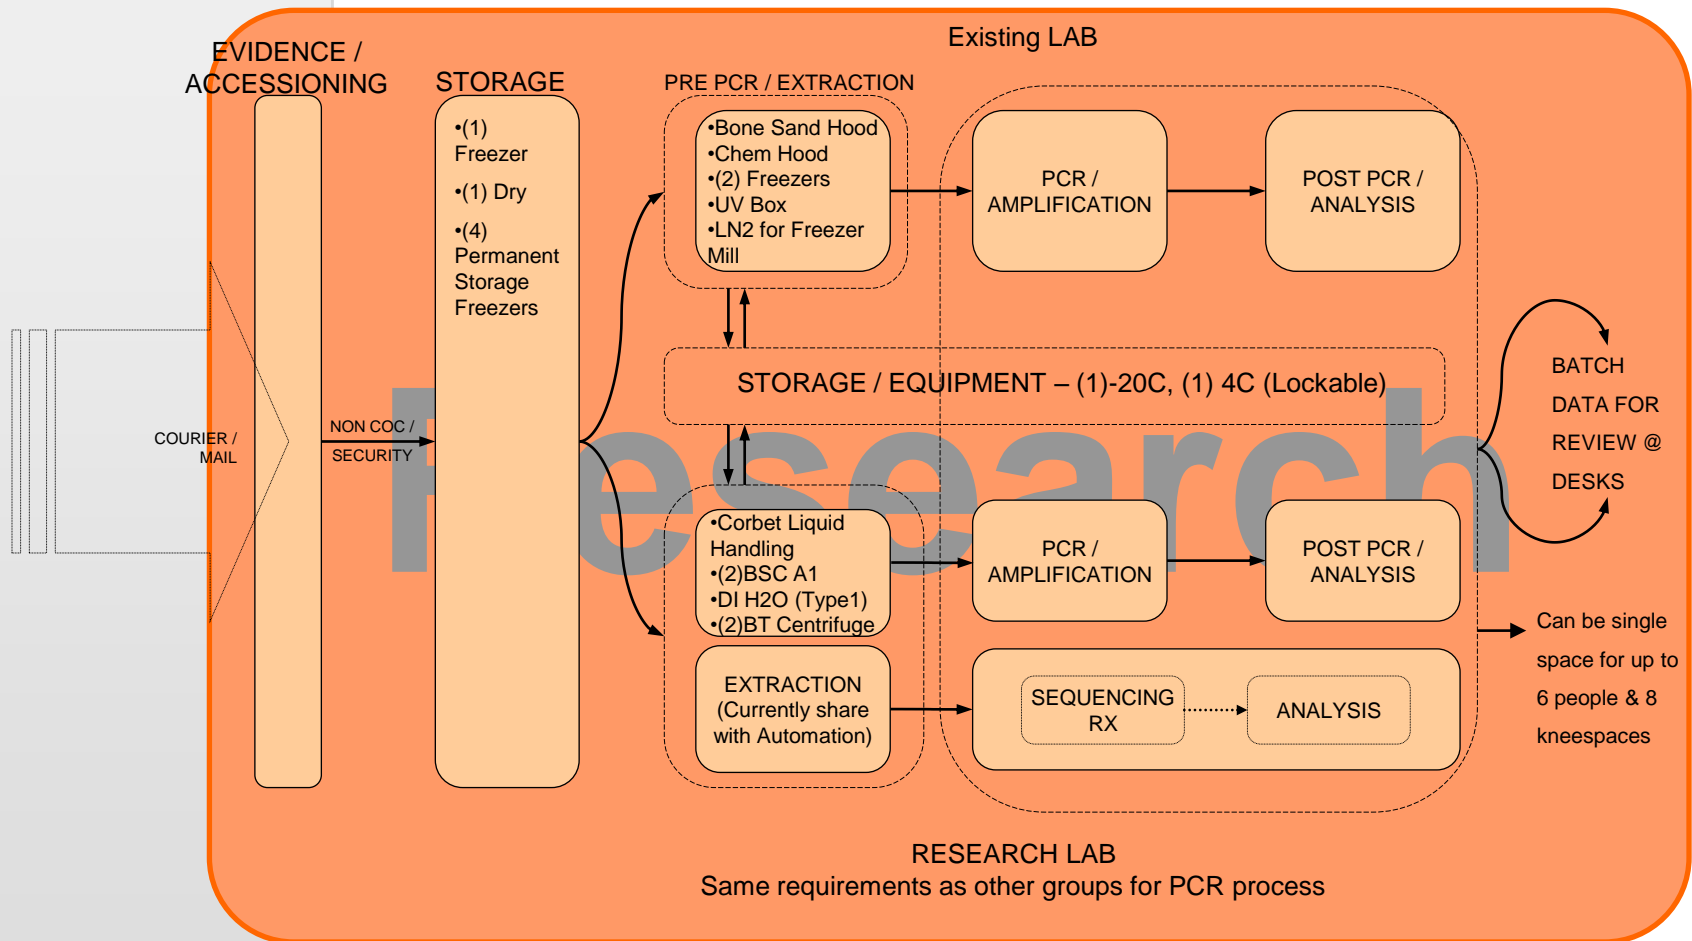 Existing LAB
EVIDENCE /
ACCESSIONING
STORAGE
PRE PCR / EXTRACTION
•(1)
Freezer
•(1) Dry
•(4)
Permanent
Storage
Freezers
•Bone Sand Hood
•Chem Hood
•(2) Freezers
•UV Box
•LN2 for Freezer
Mill
PCR /
AMPLIFICATION
POST PCR /
ANALYSIS
STORAGE / EQUIPMENT – (1)-20C, (1) 4C (Lockable)
COURIER /
MAIL
NON COC /
SECURITY
Research
BATCH
DATA FOR
REVIEW @
DESKS
•Corbet Liquid
Handling
•(2)BSC A1
•DI H2O (Type1)
•(2)BT Centrifuge
PCR /
AMPLIFICATION
POST PCR /
ANALYSIS
EXTRACTION
(Currently share
with Automation)
SEQUENCING
RX
ANALYSIS
Can be single
space for up to
6 people & 8
kneespaces
RESEARCH LAB
Same requirements as other groups for PCR process